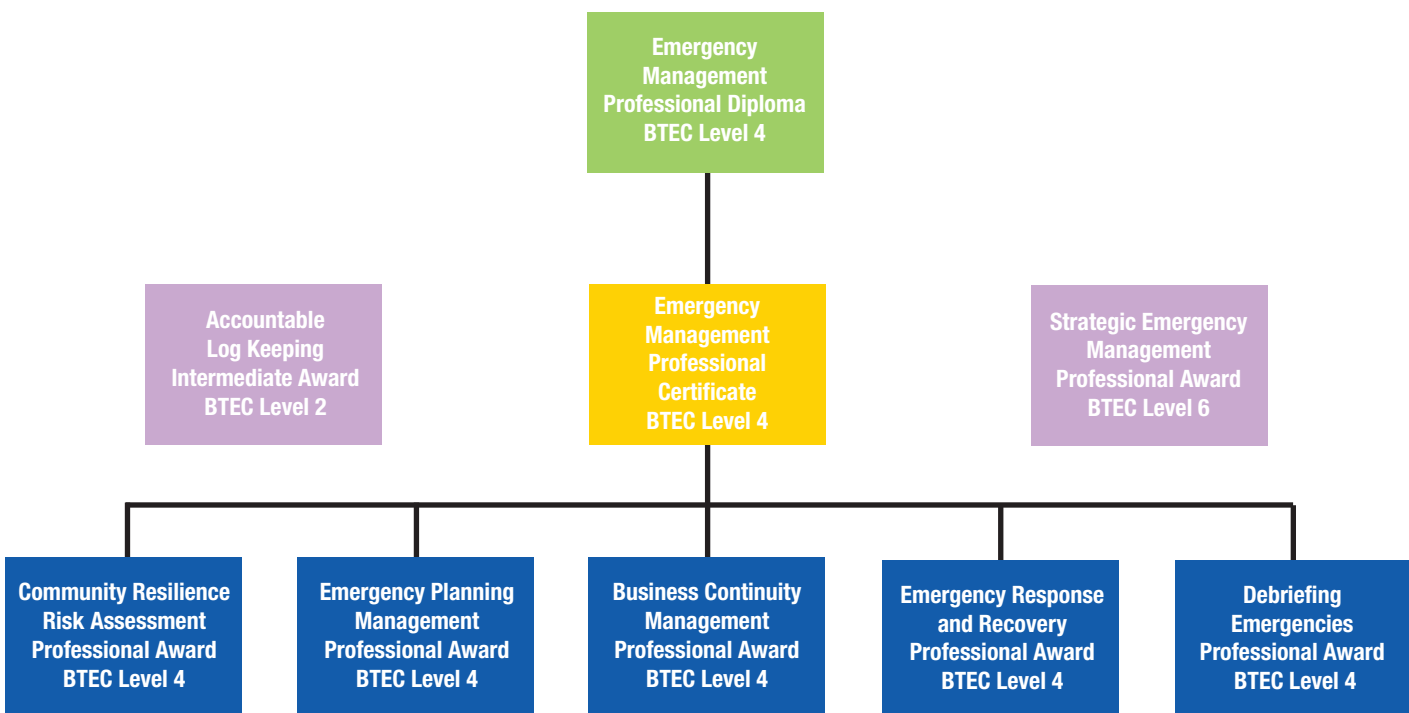 Emergency
Management
Professional Diploma
BTEC Level 4
Accountable
Log Keeping
Intermediate Award
BTEC Level 2
Emergency
Management
Professional
Certificate
BTEC Level 4
Strategic Emergency
Management
Professional Award
BTEC Level 6
Community Resilience
Risk Assessment
Professional Award
BTEC Level 4
Emergency Planning
Management
Professional Award
BTEC Level 4
Business Continuity
Management
Professional Award
BTEC Level 4
Emergency Response
and Recovery
Professional Award
BTEC Level 4
Debriefing
Emergencies
Professional Award
BTEC Level 4